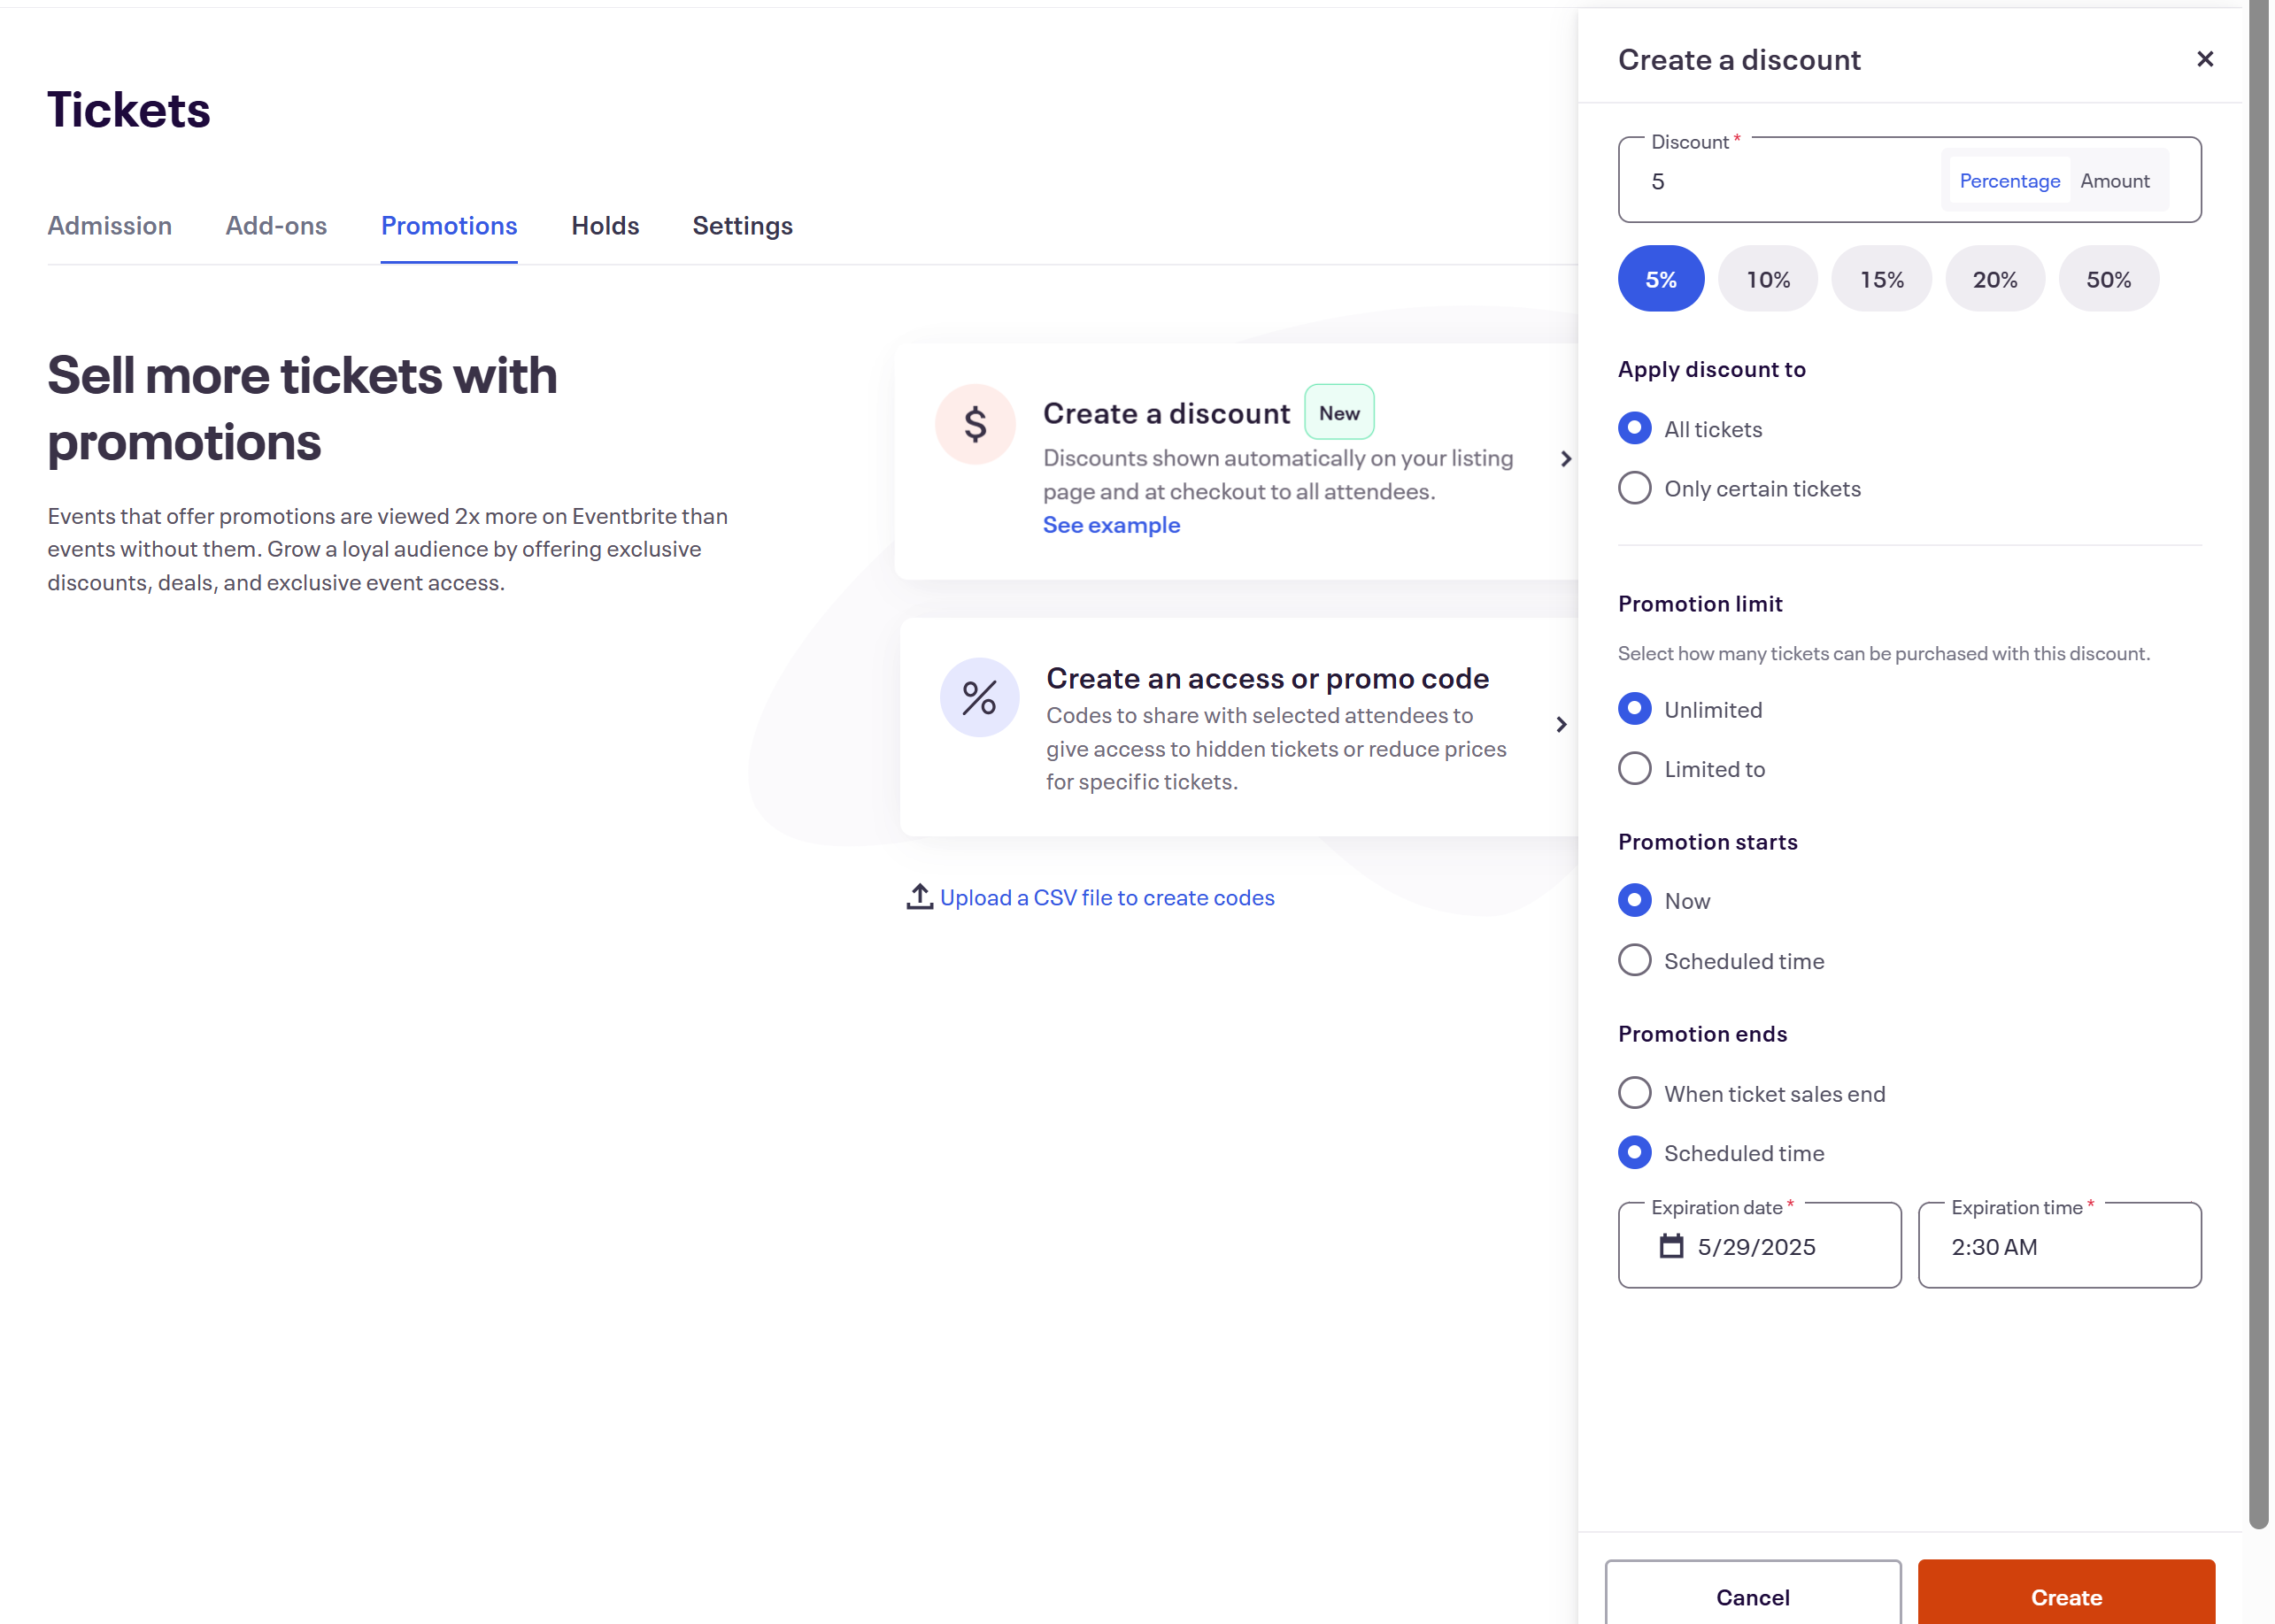 Tickets
Admission
Add-ons
Promotions
Holds
Settings
Sell more tickets with
promotions
Events that offer promotions are viewed 2x more on Eventbrite than
events without them. Grow a loyal audience by offering exclusive
discounts, deals, and exclusive event access.
$
Create a discount
New
Discounts shown automatically on your listing
page and at checkout to all attendees.
See example
%
Create an access or promo code
Codes to share with selected attendees to
give access to hidden tickets or reduce prices
for specific tickets.
Upload a CSV file to create codes
Create a discount
Discount *
5
Percentage
Amount
5%
10%
15%
20%
50%
Apply discount to
All tickets
Only certain tickets
Promotion limit
Select how many tickets can be purchased with this discount.
Unlimited
Limited to
Promotion starts
Now
Scheduled time
Promotion ends
When ticket sales end
Scheduled time
Expiration date *
5/29/2025
Expiration time *
2:30 AM
Cancel
Create